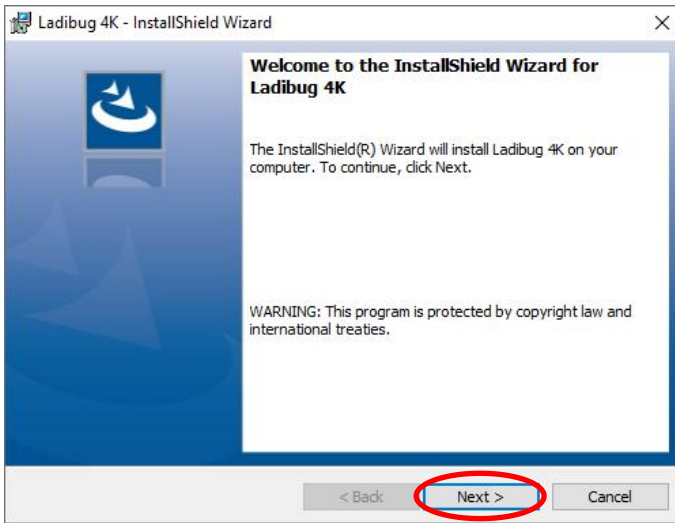 Ladibug 4K - InstallShield Wizard
Welcome to the InstallShield Wizard for
Ladibug 4K
The InstallShield(R) Wizard will install Ladibug 4K on your
computer. To continue, click Next.
WARNING: This program is protected by copyright law and
international treaties.
< Back Next > Cancel